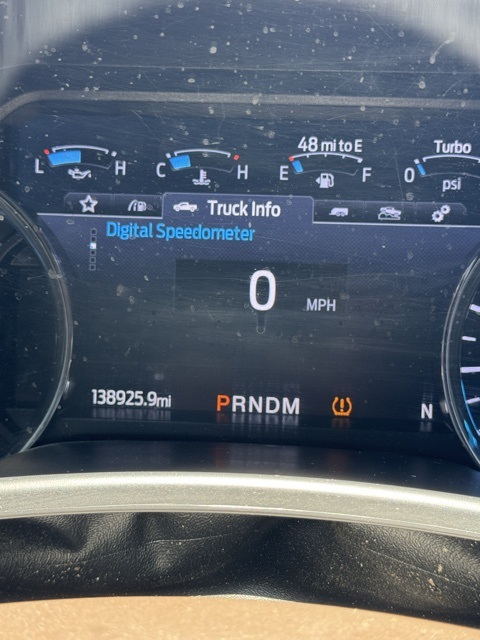 48 mi to E
Turbo
L H
C H
E F
0
psi
Truck Info
Digital Speedometer
0 MPH
138925.9mi
PRNDM
N